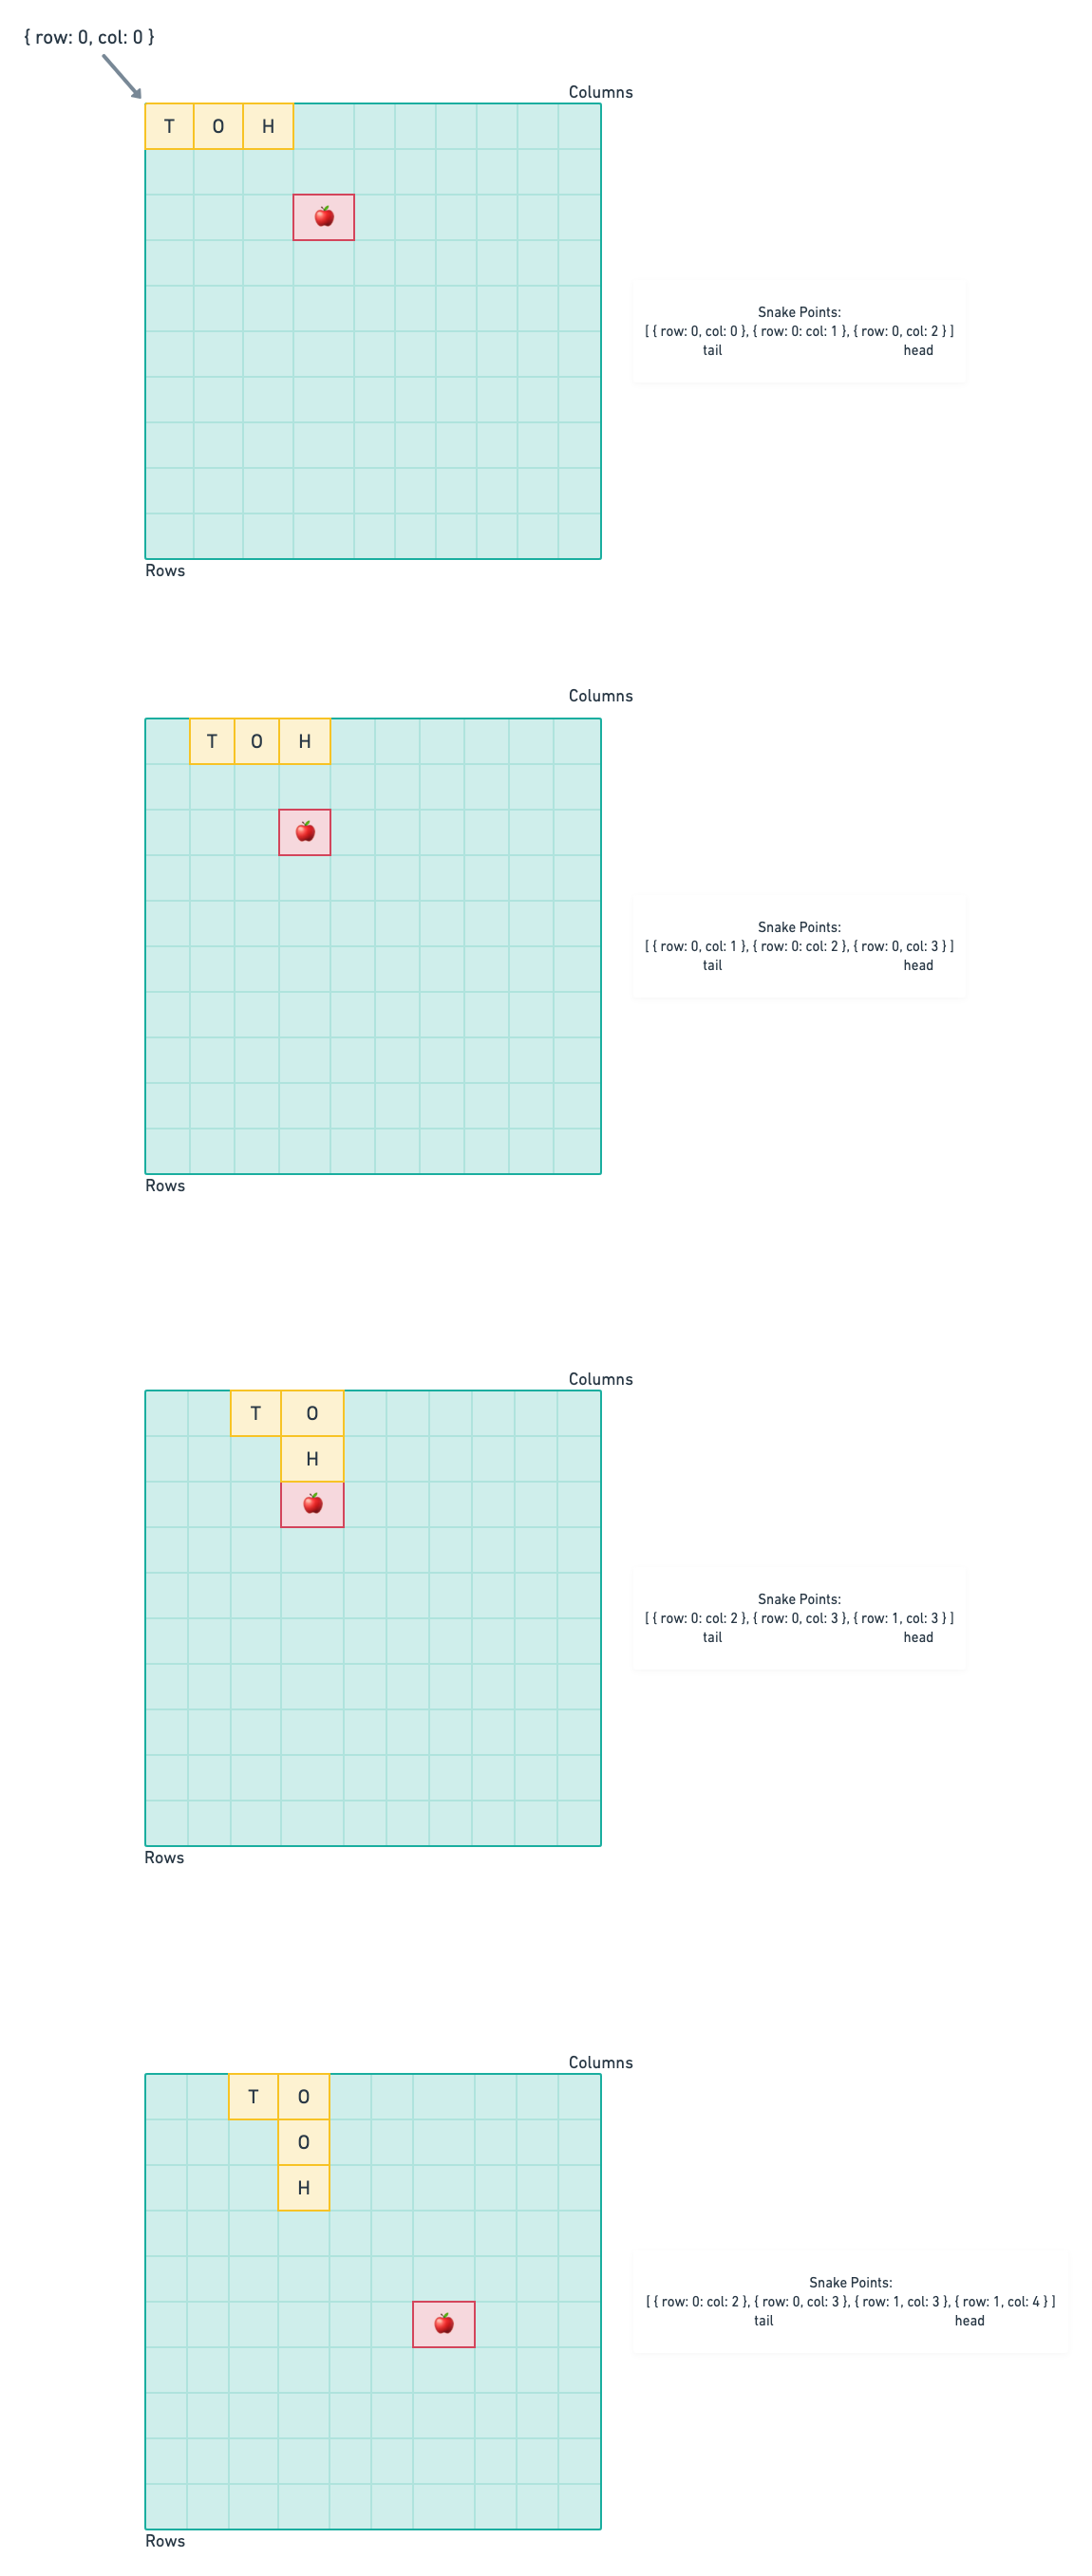 { row: 0, col: 0 }
Columns
T O H
Snake Points:
[ { row: 0, col: 0 }, { row: 0: col: 1 }, { row: 0, col: 2 } ]
tail head
Rows
Columns
T O H
Snake Points:
[ { row: 0, col: 1 }, { row: 0: col: 2 }, { row: 0, col: 3 } ]
tail head
Rows
Columns
T O
H
Snake Points:
[ { row: 0: col: 2 }, { row: 0, col: 3 }, { row: 1, col: 3 } ]
tail head
Rows
Columns
T O
O
H
Snake Points:
[ { row: 0: col: 2 }, { row: 0, col: 3 }, { row: 1, col: 3 }, { row: 1, col: 4 } ]
tail head
Rows